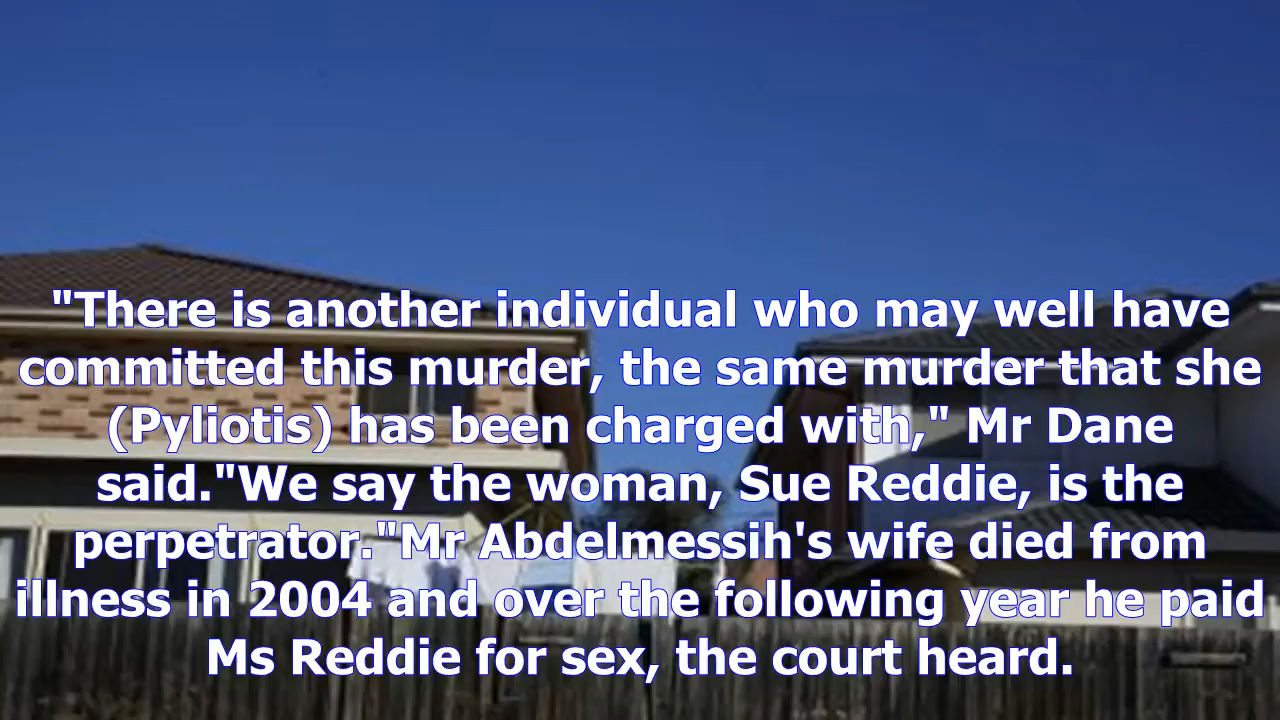 "There is another individual who may well have
committed this murder, the same murder that she
(Pyliotis) has been charged with," Mr Dane
said."We say the woman, Sue Reddie, is the
perpetrator."Mr Abdelmessih's wife died from
illness in 2004 and over the following year he paid
Ms Reddie for sex, the court heard.